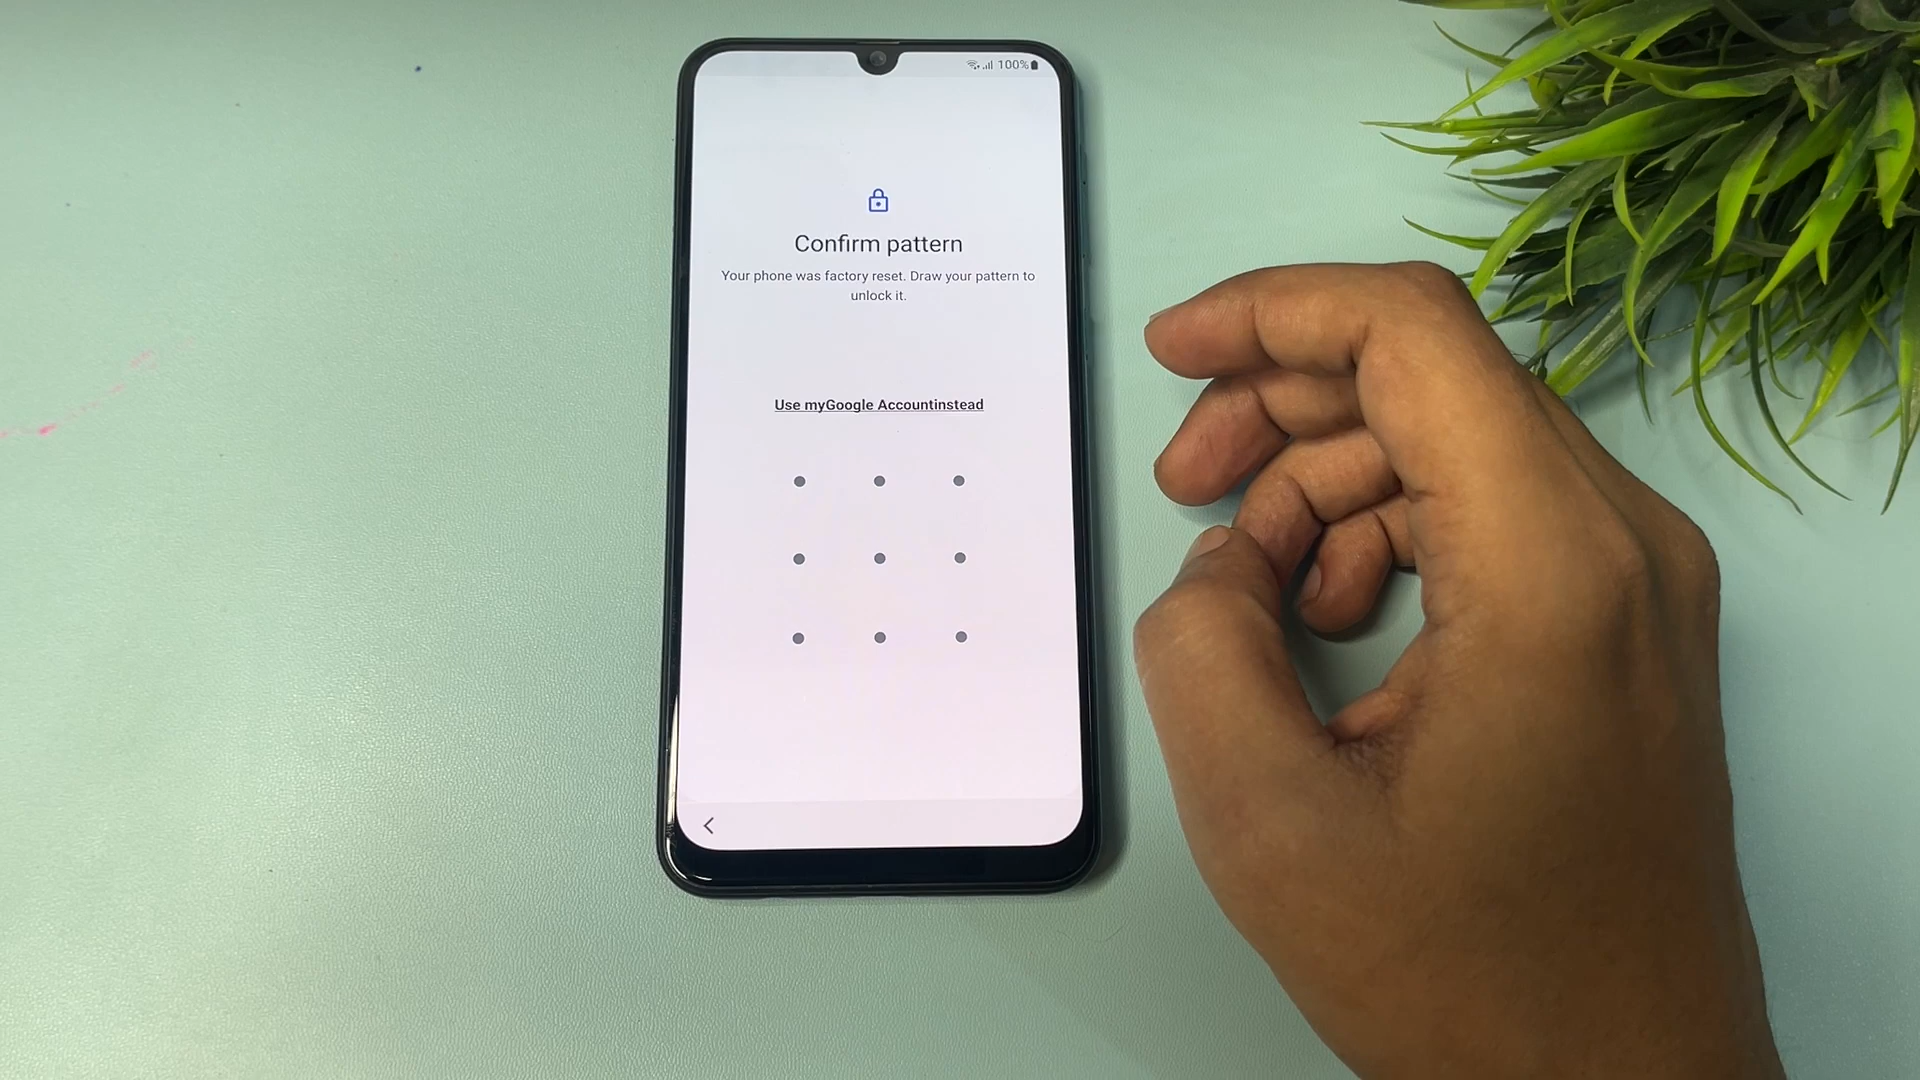 100%
Confirm pattern
Your phone was factory reset. Draw your pattern to
unlock it.
Use myGoogle Accountinstead